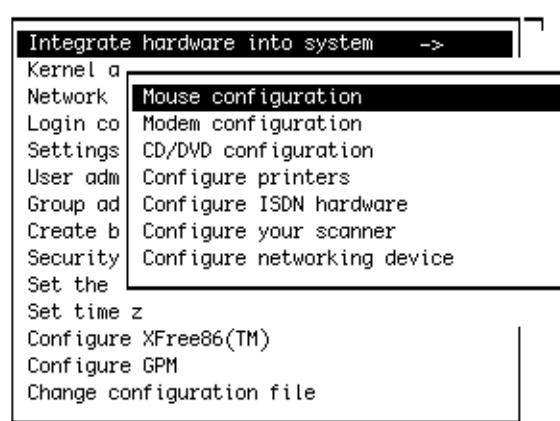 Integrate hardware into system ->
Kernel a
Network
Login co
Settings
User adm
Group ad
Create b
Security
Set the
Set time z
Configure XFree86(TM)
Configure GPM
Change configuration file
Mouse configuration
Modem configuration
CD/DVD configuration
Configure printers
Configure ISDN hardware
Configure your scanner
Configure networking device